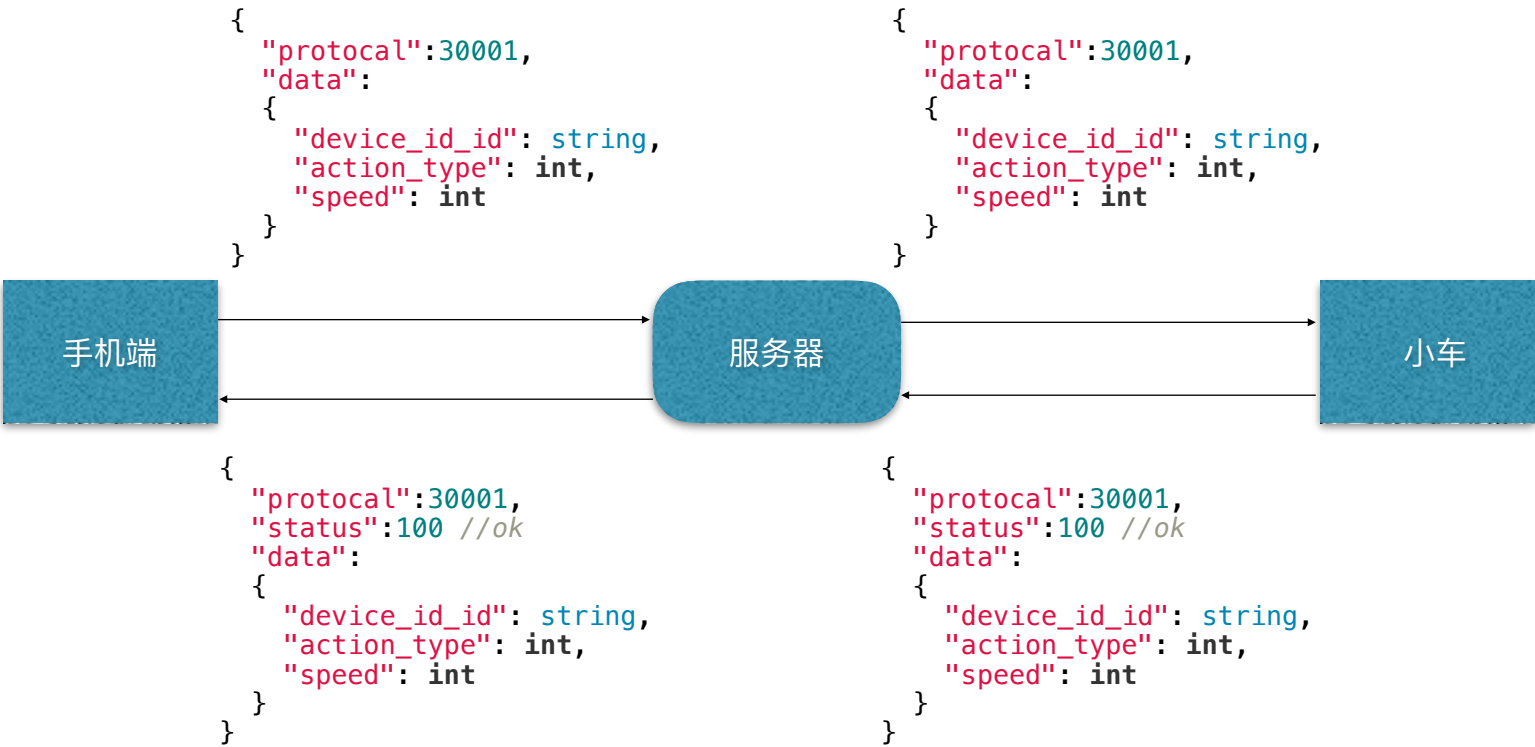 {
  "protocal":30001,
  "data":
  {
    "device_id_id": string,
    "action_type": int,
    "speed": int
  }
}
{
  "protocal":30001,
  "data":
  {
    "device_id_id": string,
    "action_type": int,
    "speed": int
  }
}
手机端
服务器
小车
{
  "protocal":30001,
  "status":100 //ok
  "data":
  {
    "device_id_id": string,
    "action_type": int,
    "speed": int
  }
}
{
  "protocal":30001,
  "status":100 //ok
  "data":
  {
    "device_id_id": string,
    "action_type": int,
    "speed": int
  }
}